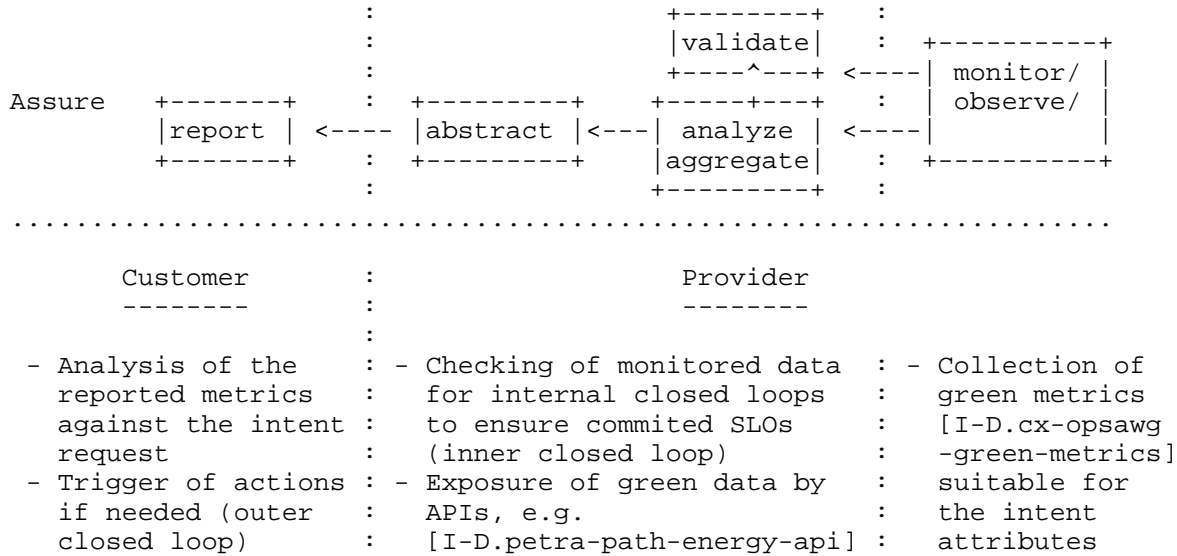 :                   +--------+   :
                       :                   |validate|   :  +----------+
                       :                   +----^---+ <----| monitor/ |
Assure   +-------+     :  +---------+    +-----+---+   :  | observe/ |
         |report | <---- |abstract |<---| analyze | <----|          |
         +-------+     :  +---------+    |aggregate|   :  +----------+
                       :                 +---------+   :
......................................................................
       Customer        :                   Provider
       --------        :                   --------
                       :
 - Analysis of the     : - Checking of monitored data  : - Collection of
   reported metrics    :   for internal closed loops   :   green metrics
   against the intent  :   to ensure commited SLOs     :   [I-D.cx-opsawg
   request             :   (inner closed loop)         :   -green-metrics]
 - Trigger of actions  : - Exposure of green data by   :   suitable for
   if needed (outer    :   APIs, e.g.                  :   the intent
   closed loop)        :   [I-D.petra-path-energy-api] :   attributes